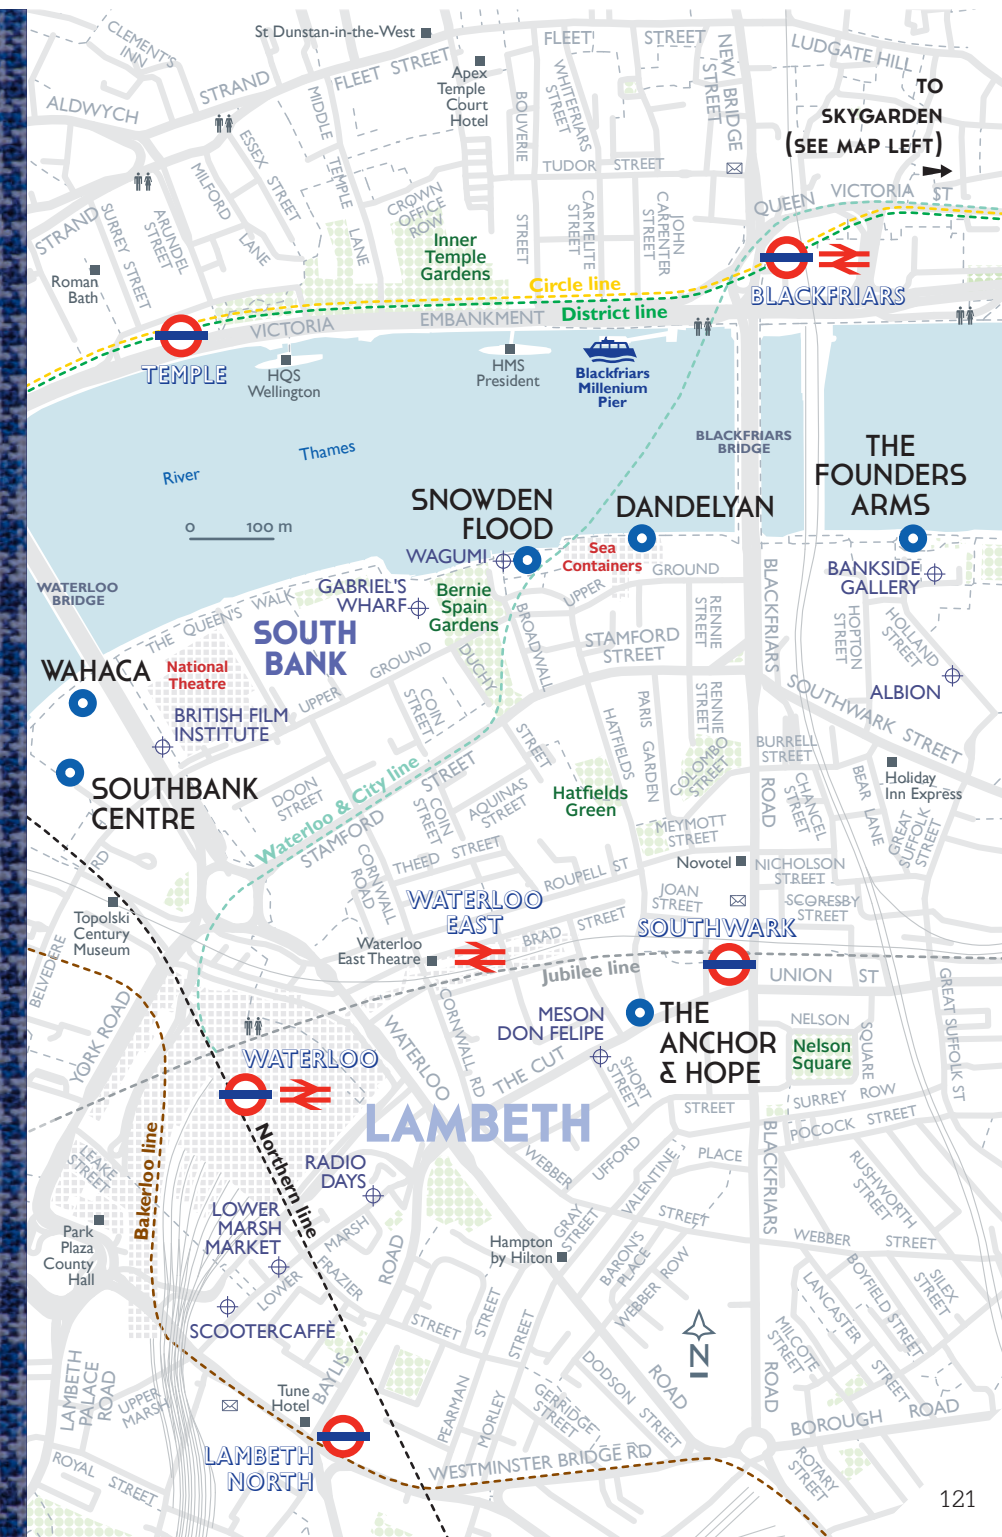 St Dunstan-in-the-West
CLEMENT'S
INN
FLEET
STREET
LUDGATE HILL
NEW BRIDGE
STREET
STRAND
FLEET STREET
Apex
Temple
Court
Hotel
ALDWYCH
MIDDLE TEMPLE
LANE
BOUVERIE
STREET
WHITEFRIARS
STREET
TO
SKYGARDEN
(SEE MAP LEFT)
ESSEX STREET
TUDOR STREET
MILFORD
LANE
CROWN
OFFICE
ROW
QUEEN VICTORIA ST
STRAND
SURREY STREET
ARUNDEL
STREET
CARMELITE
STREET
JOHN
CARPENTER
STREET
Inner
Temple
Gardens
Roman
Bath
Circle line
District line
BLACKFRIARS
VICTORIA
EMBANKMENT
TEMPLE
HQS
Wellington
HMS
President
Blackfriars
Millenium
Pier
BLACKFRIARS
BRIDGE
River
Thames
THE
FOUNDERS
ARMS
SNOWDEN
FLOOD
DANDELYAN
0 100 m
WAGUMI
Sea
Containers
UPPER
GROUND
BANKSIDE
GALLERY
WATERLOO
BRIDGE
GABRIEL'S
WHARF
Bernie
Spain
Gardens
THE QUEEN'S WALK
SOUTH
BANK
BROADWALL
STAMFORD
STREET
RENNIE
STREET
BLACKFRIARS
HOPTON
STREET
HOLLAND
STREET
WAHACA
National
Theatre
UPPER
GROUND
DUCHY
STREET
COIN
STREET
ALBION
SOUTHWARK STREET
BRITISH FILM
INSTITUTE
HATFIELDS
PARIS GARDEN
RENNIE
STREET
COLOMBO
STREET
BURRELL
STREET
SOUTHBANK
CENTRE
DOON
STREET
Waterloo & City line
STAMFORD
STREET
COIN
STREET
AQUINAS
STREET
Hatfields
Green
ROAD
CHANCEL
STREET
BEAR LANE
Holiday
Inn Express
GREAT
SUFFOLK
STREET
MEYMOTT
STREET
CORNWALL
ROAD
THEED STREET
ROUPELL ST
Novotel
NICHOLSON
STREET
RD
JOAN
STREET
SCORESBY
STREET
Topolski
Century
Museum
WATERLOO
EAST
Waterloo
East Theatre
BRAD STREET
SOUTHWARK
BELVEDERE
Jubilee line
UNION ST
YORK ROAD
CORNWALL RD
WATERLOO
MESON
DON FELIPE
THE
ANCHOR
& HOPE
NELSON
SQUARE
Nelson
Square
GREAT SUFFOLK ST
WATERLOO
THE CUT
SHORT
STREET
SURREY ROW
STREET
POCOCK STREET
LAMBETH
Bakerloo line
Northern line
LEAKE
STREET
RADIO
DAYS
WEBBER
UFFORD
VALENTINE
PLACE
BLACKFRIARS
RUSHWORTH
STREET
LOWER
MARSH
MARKET
MARSH
ROAD
Park
Plaza
County
Hall
Hampton
by Hilton
GRAY
STREET
STREET
WEBBER STREET
BARON'S
PLACE
WEBBER ROW
LOWER
FRAZIER
SCOOTERCAFFÈ
STREET
STREET
STREET
LANCASTER
BOYFIELD STREET
SILEX
STREET
MILCOTE
STREET
STREET
N
LAMBETH
PALACE
ROAD
UPPER
MARSH
BAYLIS
Tune
Hotel
PEARMAN
MORLEY
GERRIDGE
STREET
DODSON STREET
ROAD
ROAD
BOROUGH ROAD
LAMBETH
NORTH
WESTMINSTER BRIDGE RD
ROTARY
STREET
ROYAL STREET
121